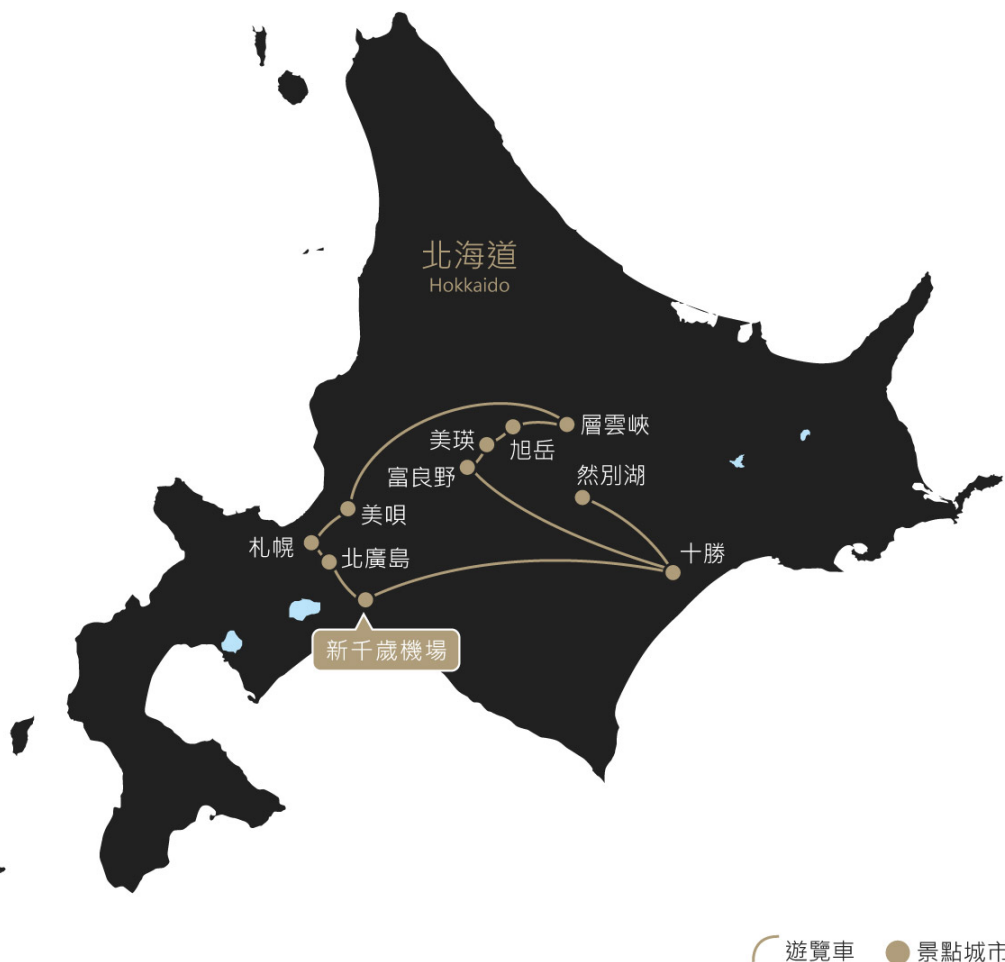 北海道
Hokkaido
層雲峽
美瑛
旭岳
富良野
然別湖
美唄
札幌
北廣島
十勝
新千歲機場
遊覽車
景點城市